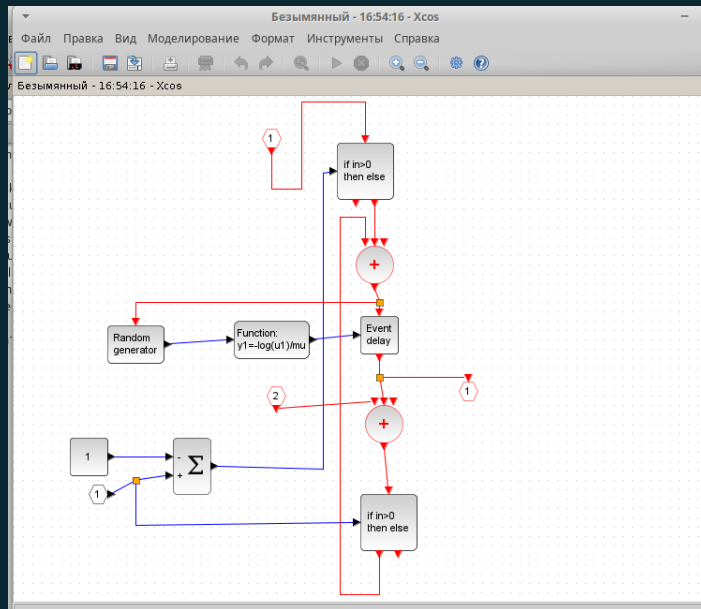 Безымянный - 16:54:16 - Xcos
Файл Правка Вид Моделирование Формат Инструменты Справка
Безымянный - 16:54:16 - Xcos
1
if in>0
then else
+
Random
generator
Function:
y1=-log(u1)/mu
Event
delay
2
1
+
1
-
+
Σ
1
if in>0
then else